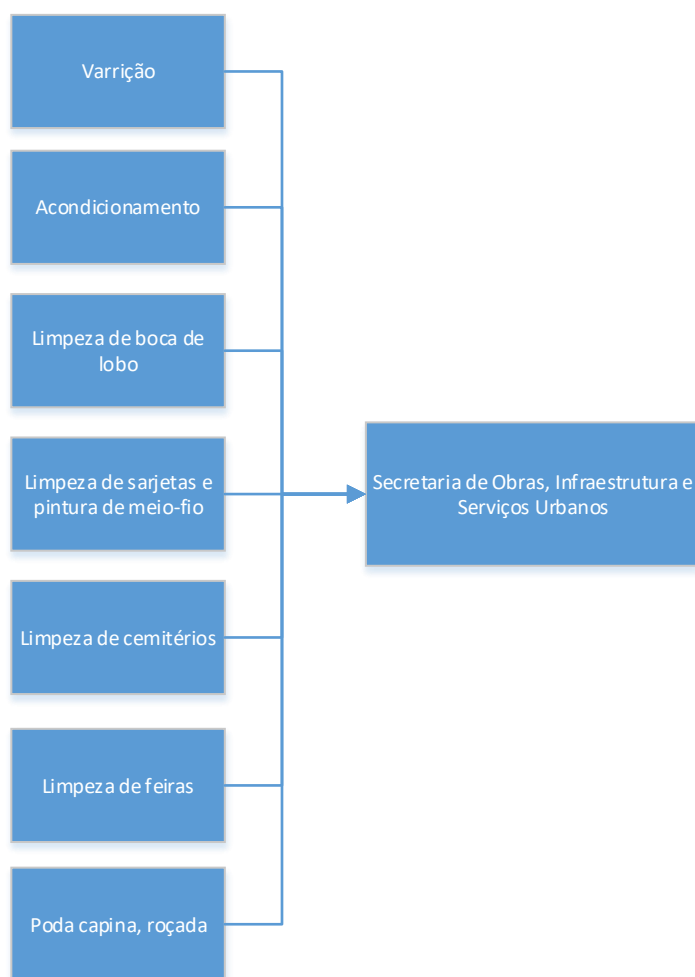 Varrição
Acondicionamento
Limpeza de boca de
lobo
Limpeza de sarjetas e
pintura de meio-fio
Limpeza de cemitérios
Limpeza de feiras
Poda capina, roçada
Secretaria de Obras, Infraestrutura e
Serviços Urbanos